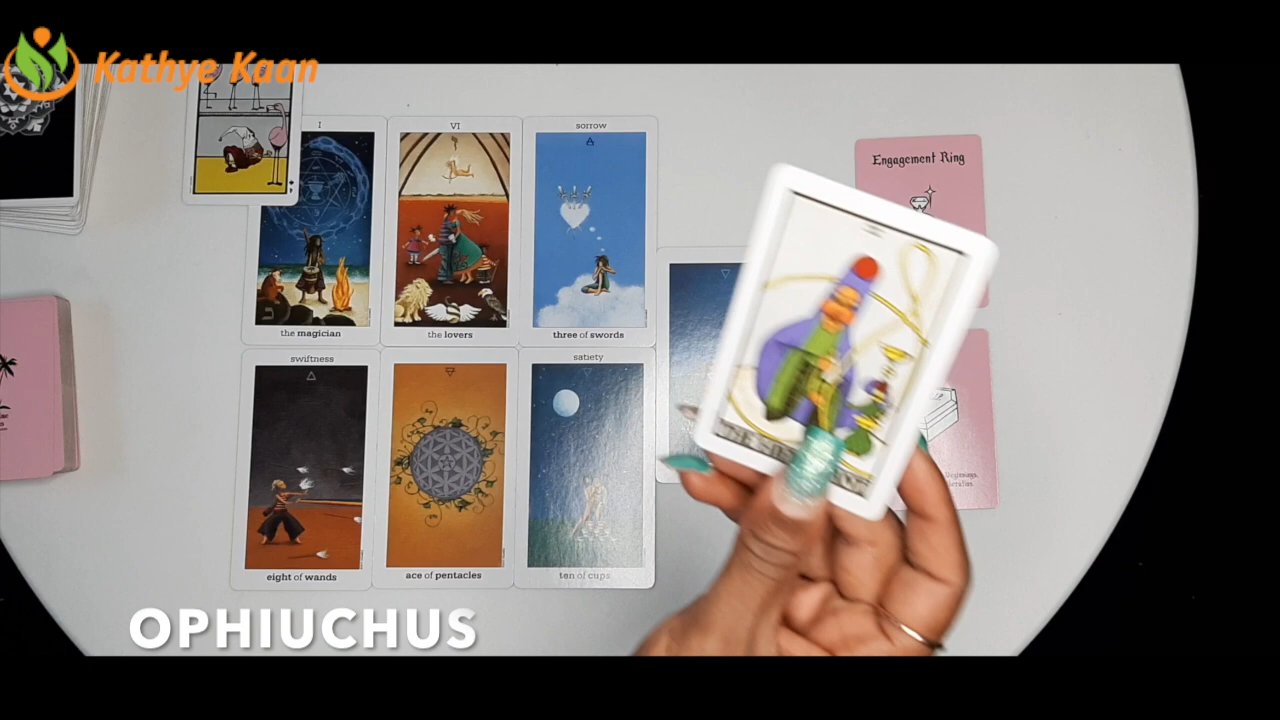 Kathye Kaan
I
VI
sorrow
Engagement Ring
the magician
the lovers
three of swords
swiftness
satiety
eight of wands
ace of pentacles
ten of cups
OPHIUCHUS